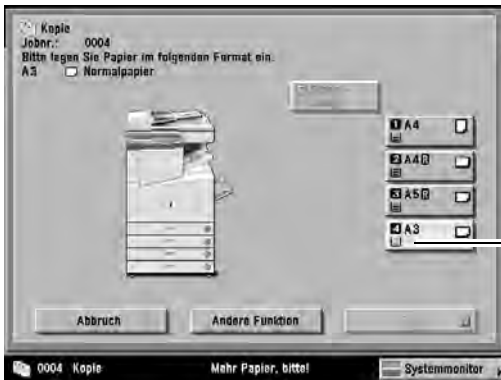 Kopie
Jobnr.: 0004
Bitte legen Sie Papier im folgenden Format ein.
A3 Normalpapier
1 A4
2 A4R
3 A5R
4 A3
Abbruch Andere Funktion
0004 Kopie Mehr Papier, bitte! Systemmonitor